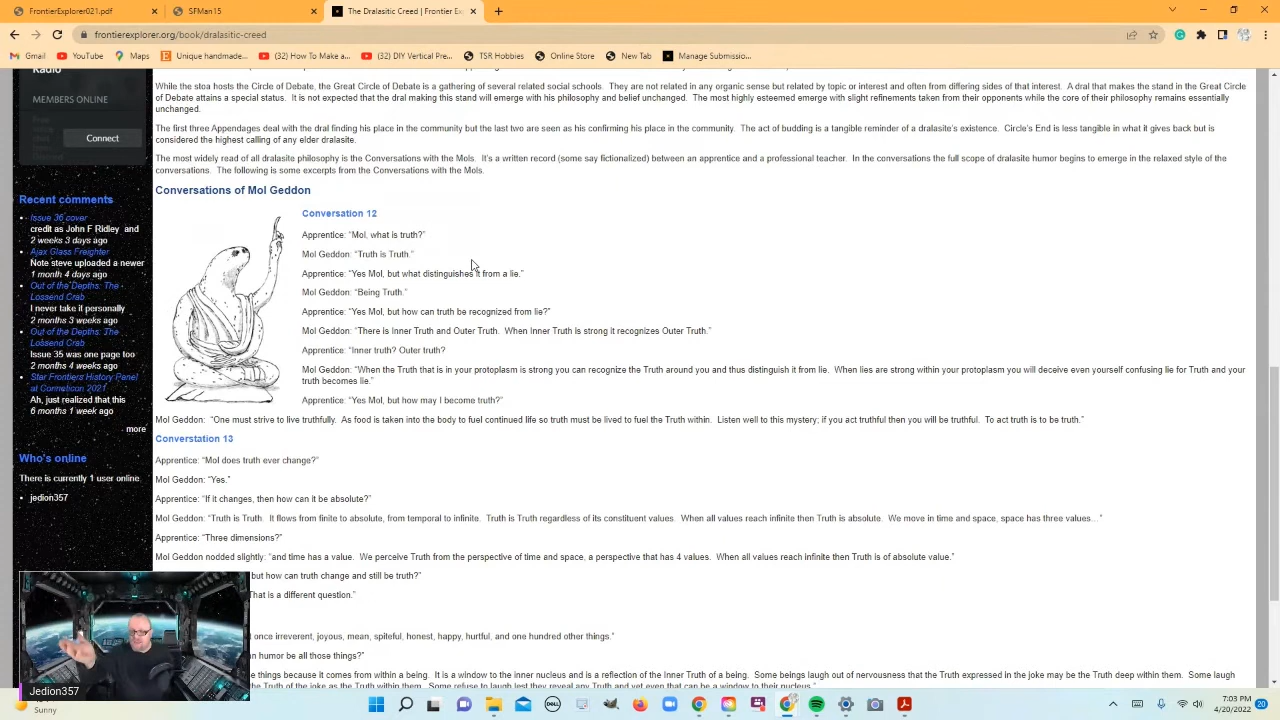 FrontierExplorer021.pdf
SFMan15
The Dralasitic Creed | Frontier Ex
frontierexplorer.org/book/dralasitic-creed
Gmail
YouTube
Maps
Unique handmade...
(32) How To Make a...
(32) DIY Vertical Per...
TSR Hobbies
Online Store
New Tab
Manage Submissio...
Radio
MEMBERS ONLINE
Connect
Recent comments
Issue 36 cover
credit as John F Ridley and
2 weeks 3 days ago
Ajax Glass Freighter
Note steve uploaded a newer
1 month 4 days ago
Out of the Depths: The
Lossend Crab
I never take it personally
2 months 3 weeks ago
Out of the Depths: The
Lossend Crab
Issue 35 was one page too
2 months 4 weeks ago
Star Frontiers History Panel
at Cormeticon 2021
Ah, just realized that this
6 months 1 week ago
more
Who's online
There is currently 1 user online.
jedion357
While the stoa hosts the Circle of Debate, the Great Circle of Debate is a gathering of several related social schools. They are not related in any organic sense but related by topic or interest and often from differing sides of that interest. A dral that makes the stand in the Great Circle
of Debate attains a special status. It is not expected that the dral making this stand will emerge with his philosophy and belief unchanged. The most highly esteemed emerge with slight refinements taken from their opponents while the core of their philosophy remains essentially
unchanged.
The first three Appendages deal with the dral finding his place in the community but the last two are seen as his confirming his place in the community. The act of budding is a tangible reminder of a dralasite's existence. Circle's End is less tangible in what it gives back but is
considered the highest calling of any elder dralasite.
The most widely read of all dralasite philosophy is the Conversations with the Mols. It's a written record (some say fictionalized) between an apprentice and a professional teacher. In the conversations the full scope of dralasite humor begins to emerge in the relaxed style of the
conversations. The following is some excerpts from the Conversations with the Mols.
Conversations of Mol Geddon
Conversation 12
Apprentice: “Mol, what is truth?”
Mol Geddon: “Truth is Truth.”
Apprentice: “Yes Mol, but what distinguishes it from a lie.”
Mol Geddon: “Being Truth.”
Apprentice: “Yes Mol, but how can truth be recognized from lie?”
Mol Geddon: “There is Inner Truth and Outer Truth. When Inner Truth is strong it recognizes Outer Truth.”
Apprentice: “Inner truth? Outer truth?
Mol Geddon: “When the Truth that is in your protoplasm is strong you can recognize the Truth around you and thus distinguish it from lie. When lies are strong within your protoplasm you will deceive even yourself confusing lie for Truth and your
truth becomes lie.”
Apprentice: “Yes Mol, but how may I become truth?”
Mol Geddon: “One must strive to live truthfully. As food is taken into the body to fuel continued life so truth must be lived to fuel the Truth within. Listen well to this mystery; if you act truthful then you will be truthful. To act truth is to be truth.”
Converstation 13
Apprentice: “Mol does truth ever change?”
Mol Geddon: “Yes.”
Apprentice: “If it changes, then how can it be absolute?”
Mol Geddon: “Truth is Truth. It flows from finite to absolute, from temporal to infinite. Truth is Truth regardless of its constituent values. When all values reach infinite then Truth is absolute. We move in time and space, space has three values…”
Apprentice: “Three dimensions?”
Mol Geddon nodded slightly: “and time has a value. We perceive Truth from the perspective of time and space, a perspective that has 4 values. When all values reach infinite then Truth is of absolute value.”
but how can truth change and still be truth?”
That is a different question.”
once irreverent, joyous, mean, spiteful, honest, happy, hurtful, and one hundred other things.”
n humor be all those things?”
e things because it comes from within a being. It is a window to the inner nucleus and is a reflection of the Inner Truth of a being. Some beings laugh out of nervousness that the Truth expressed in the joke may be the Truth deep within them. Some laugh
the Truth of the joke as the Truth within them. Some refuse to laugh lest they reveal any Truth and yet even that can be a window to their nucleus.”
Jedion357
Sunny
DELL
7:03 PM
4/20/2022
20